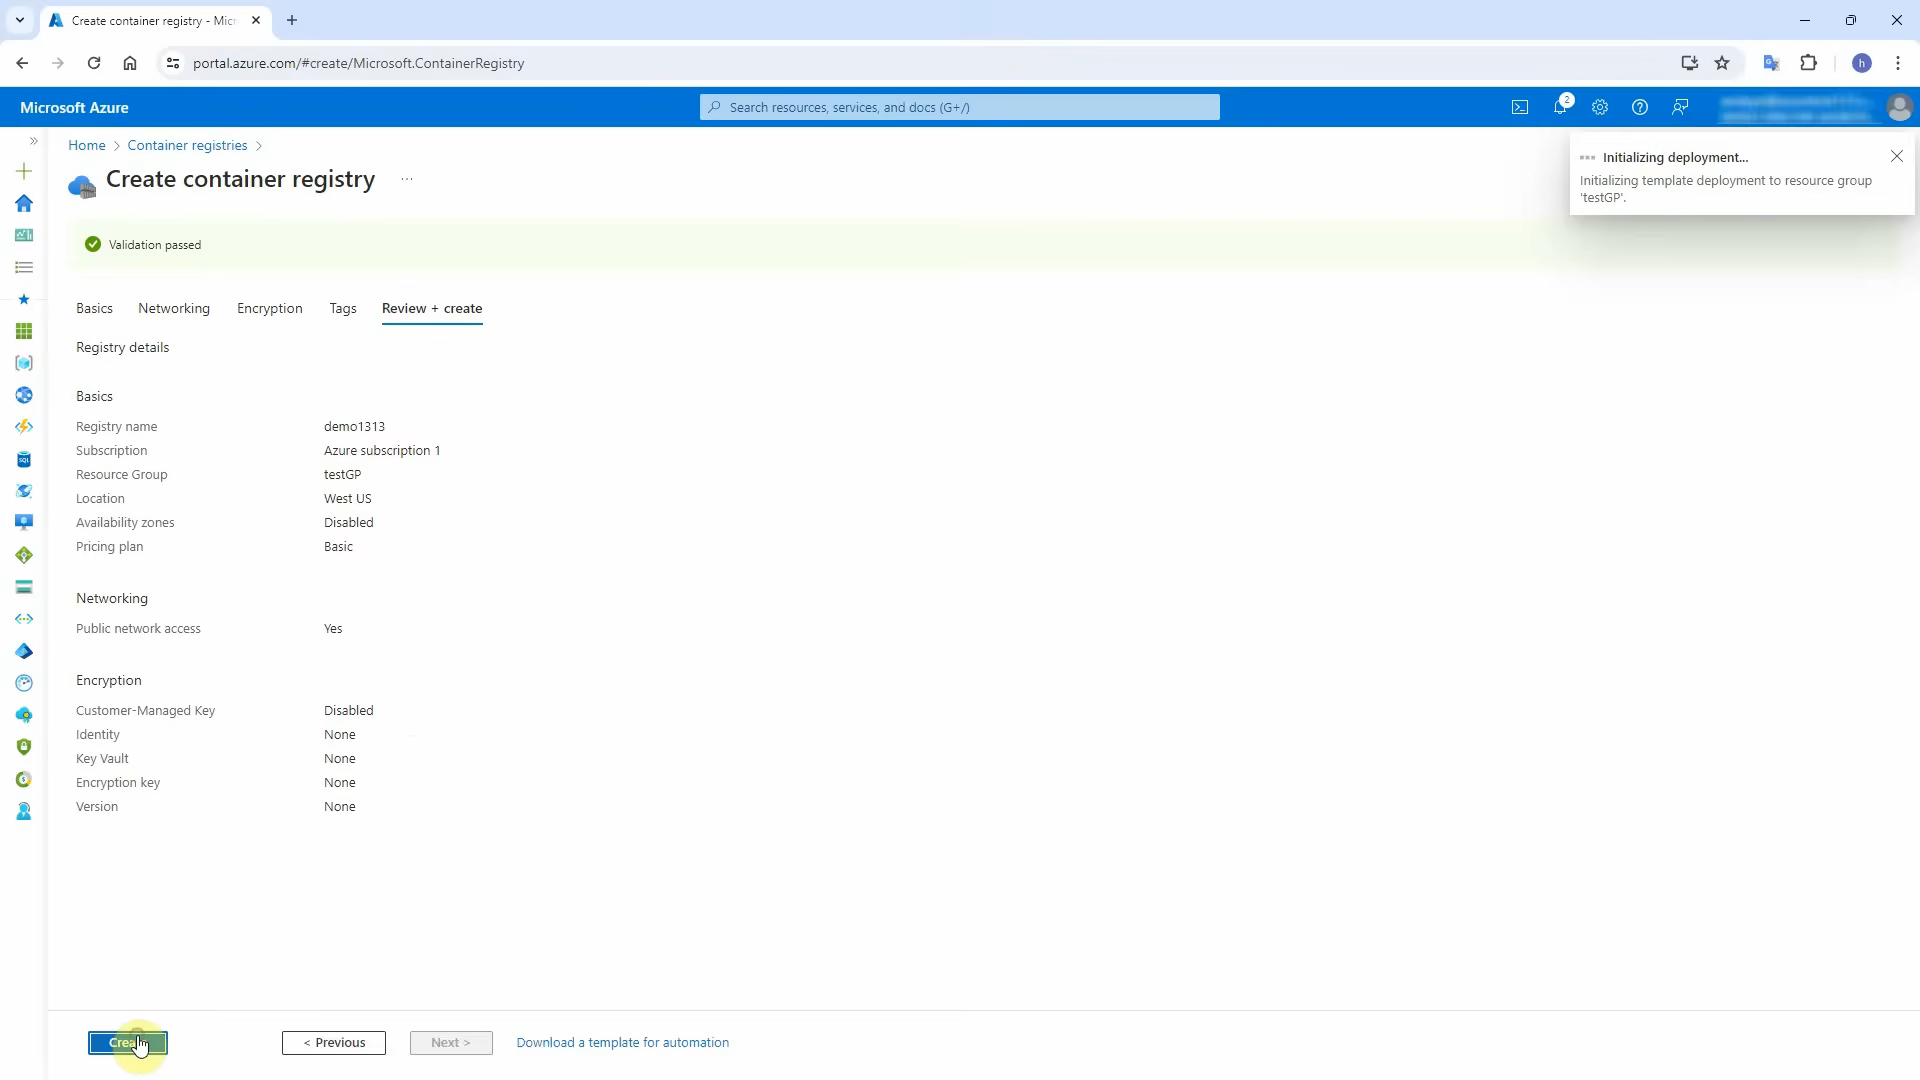 Create container registry - Micr
portal.azure.com/#create/Microsoft.ContainerRegistry
h
Microsoft Azure
Search resources, services, and docs (G+/)
2
Home > Container registries >
Create container registry ...
Initializing deployment...
Initializing template deployment to resource group
'testGP'.
Validation passed
Basics Networking Encryption Tags Review + create
Registry details
Basics
Registry name demo1313
Subscription Azure subscription 1
Resource Group testGP
Location West US
Availability zones Disabled
Pricing plan Basic
Networking
Public network access Yes
Encryption
Customer-Managed Key Disabled
Identity None
Key Vault None
Encryption key None
Version None
Crea
< Previous
Next >
Download a template for automation
SQL